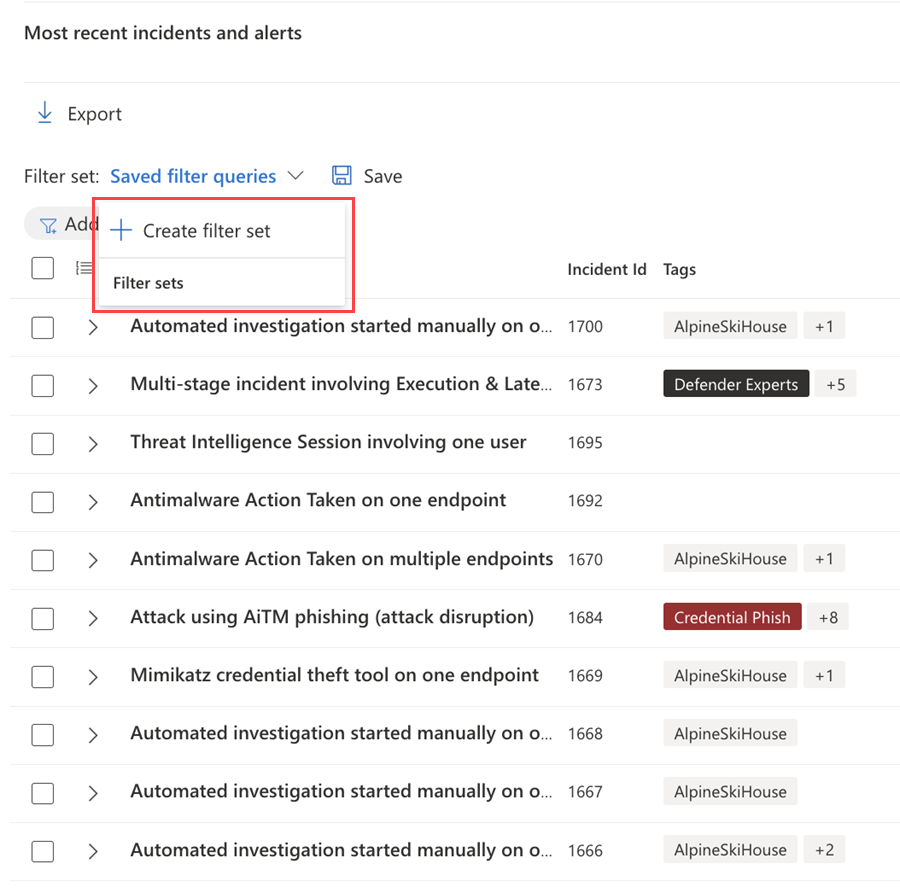 Most recent incidents and alerts
Export
Filter set: Saved filter queries Save
Add
Create filter set
Filter sets
Incident Id Tags
Automated investigation started manually on o... 1700 AlpineSkiHouse +1
Multi-stage incident involving Execution & Late... 1673 Defender Experts +5
Threat Intelligence Session involving one user 1695
Antimalware Action Taken on one endpoint 1692
Antimalware Action Taken on multiple endpoints 1670 AlpineSkiHouse +1
Attack using AiTM phishing (attack disruption) 1684 Credential Phish +8
Mimikatz credential theft tool on one endpoint 1669 AlpineSkiHouse +1
Automated investigation started manually on o... 1668 AlpineSkiHouse
Automated investigation started manually on o... 1667 AlpineSkiHouse
Automated investigation started manually on o... 1666 AlpineSkiHouse +2